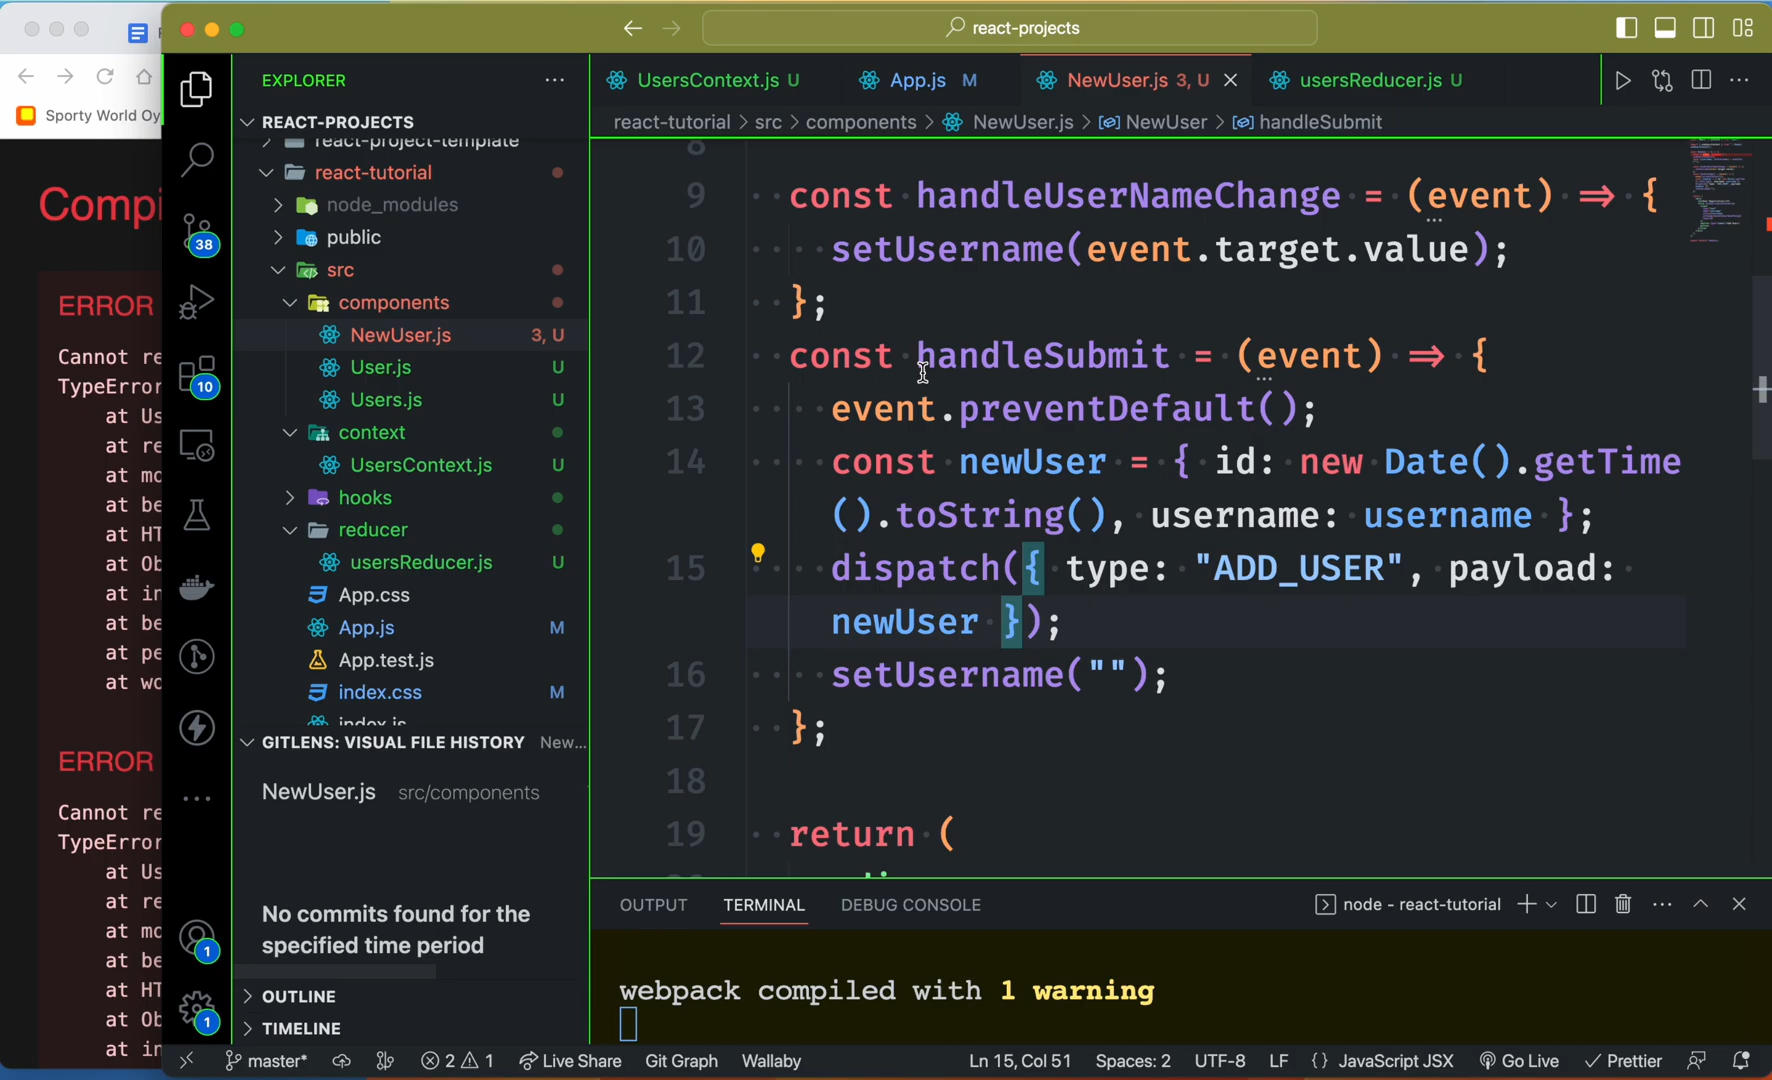 react-projects
Sporty World Oy
Compi
ERROR
Cannot re
TypeError
at Us
at re
at mo
at be
at HT
at Ob
at in
at be
at pe
at wo
ERROR
Cannot re
TypeError
at Us
at re
at mo
at be
at HT
at Ob
at in
38
10
1
1
EXPLORER
REACT-PROJECTS
react-project-template
react-tutorial
node_modules
public
src
components
NewUser.js 3, U
User.js U
Users.js U
context
UsersContext.js U
hooks
reducer
usersReducer.js U
App.css
App.js M
App.test.js
index.css M
index.js
GITLENS: VISUAL FILE HISTORY New...
NewUser.js src/components
No commits found for the
specified time period
OUTLINE
TIMELINE
UsersContext.js U App.js M NewUser.js 3, U usersReducer.js U
react-tutorial > src > components > NewUser.js > NewUser > handleSubmit
8
9 const handleUserNameChange = (event) => {
10 setUsername(event.target.value);
11 };
12 const handleSubmit = (event) => {
13 event.preventDefault();
14 const newUser = { id: new Date().getTime
().toString(), username: username };
15 dispatch({ type: "ADD_USER", payload:
newUser });
16 setUsername("");
17 };
18
19 return (
OUTPUT TERMINAL DEBUG CONSOLE node - react-tutorial
webpack compiled with 1 warning
master* 2 1 Live Share Git Graph Wallaby Ln 15, Col 51 Spaces: 2 UTF-8 LF {} JavaScript JSX Go Live Prettier